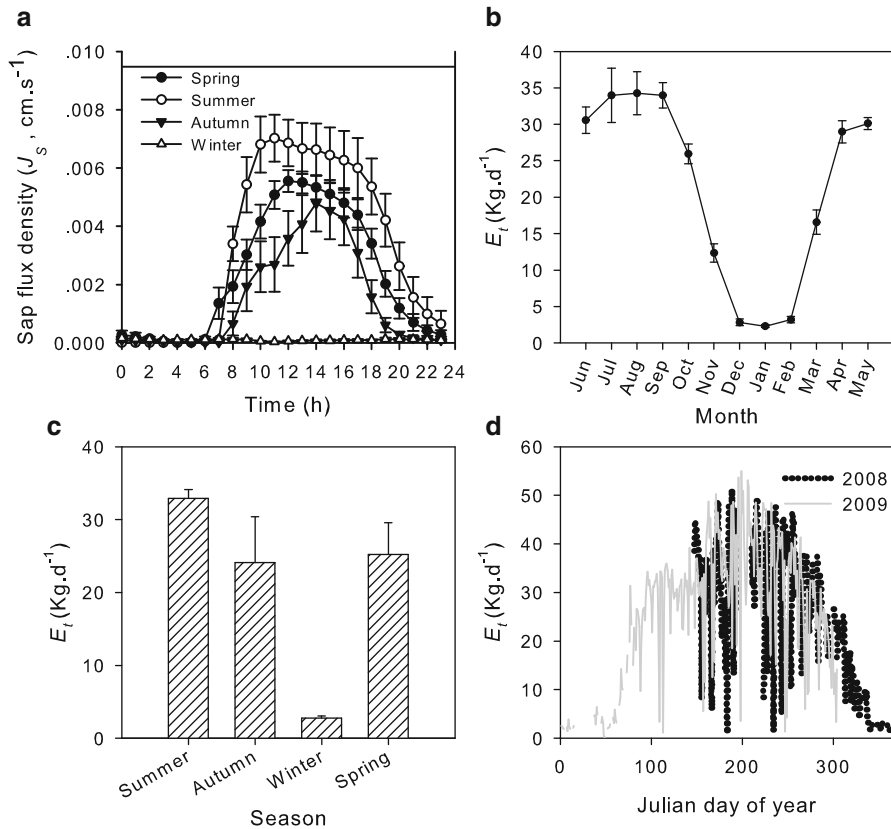 a
Sap flux density (J_S , cm.s⁻¹)
.010
.008
.006
.004
.002
0.000
Spring
Summer
Autumn
Winter
0 2 4 6 8 10 12 14 16 18 20 22 24
Time (h)
b
E_t (Kg.d⁻¹)
40
35
30
25
20
15
10
5
0
Jun Jul Aug Sep Oct Nov Dec Jan Feb Mar Apr May
Month
c
E_t (Kg.d⁻¹)
40
30
20
10
0
Summer Autumn Winter Spring
Season
d
E_t (Kg.d⁻¹)
60
50
40
30
20
10
0
2008
2009
0 100 200 300
Julian day of year